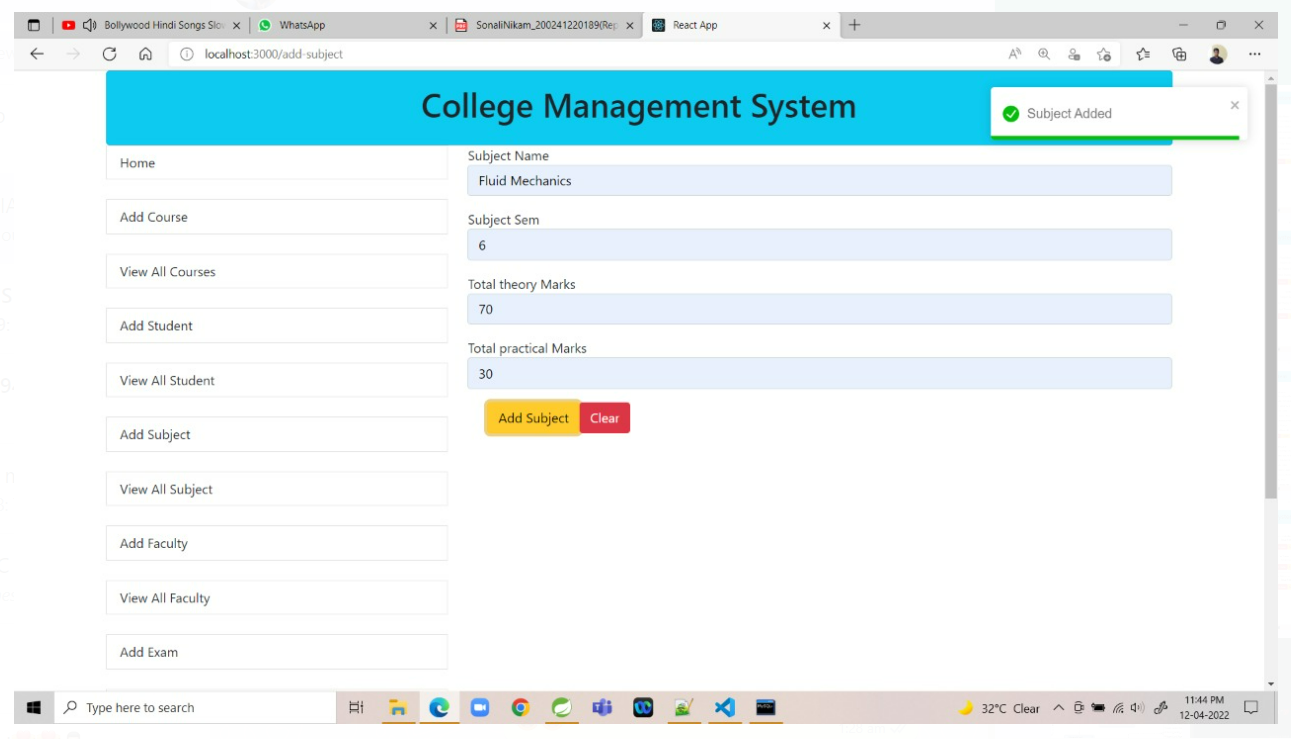 Bollywood Hindi Songs Slo
WhatsApp
SonaliNikam_200241220189(Rep
React App
localhost:3000/add-subject
College Management System
Subject Added
Home
Add Course
View All Courses
Add Student
View All Student
Add Subject
View All Subject
Add Faculty
View All Faculty
Add Exam
Subject Name
Fluid Mechanics
Subject Sem
6
Total theory Marks
70
Total practical Marks
30
Add Subject Clear
Type here to search
32°C Clear
11:44 PM
12-04-2022